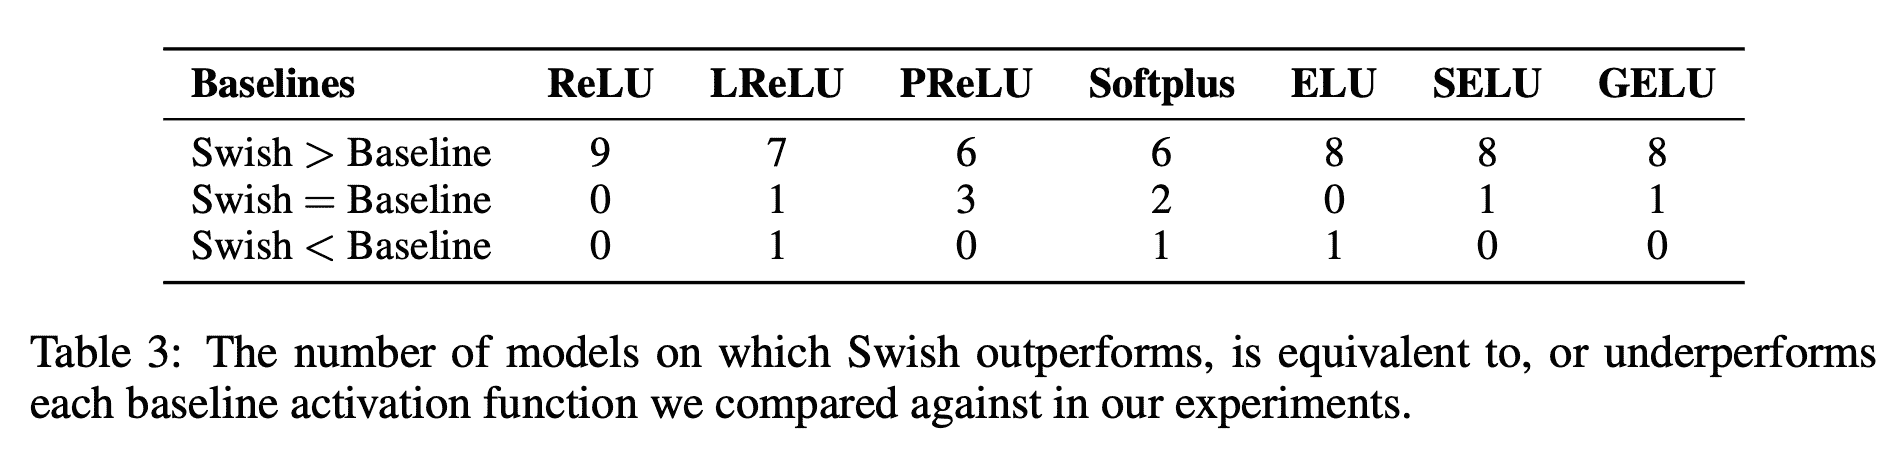 Baselines ReLU LReLU PReLU Softplus ELU SELU GELU
Swish > Baseline 9 7 6 6 8 8 8
Swish = Baseline 0 1 3 2 0 1 1
Swish < Baseline 0 1 0 1 1 0 0
Table 3: The number of models on which Swish outperforms, is equivalent to, or underperforms
each baseline activation function we compared against in our experiments.